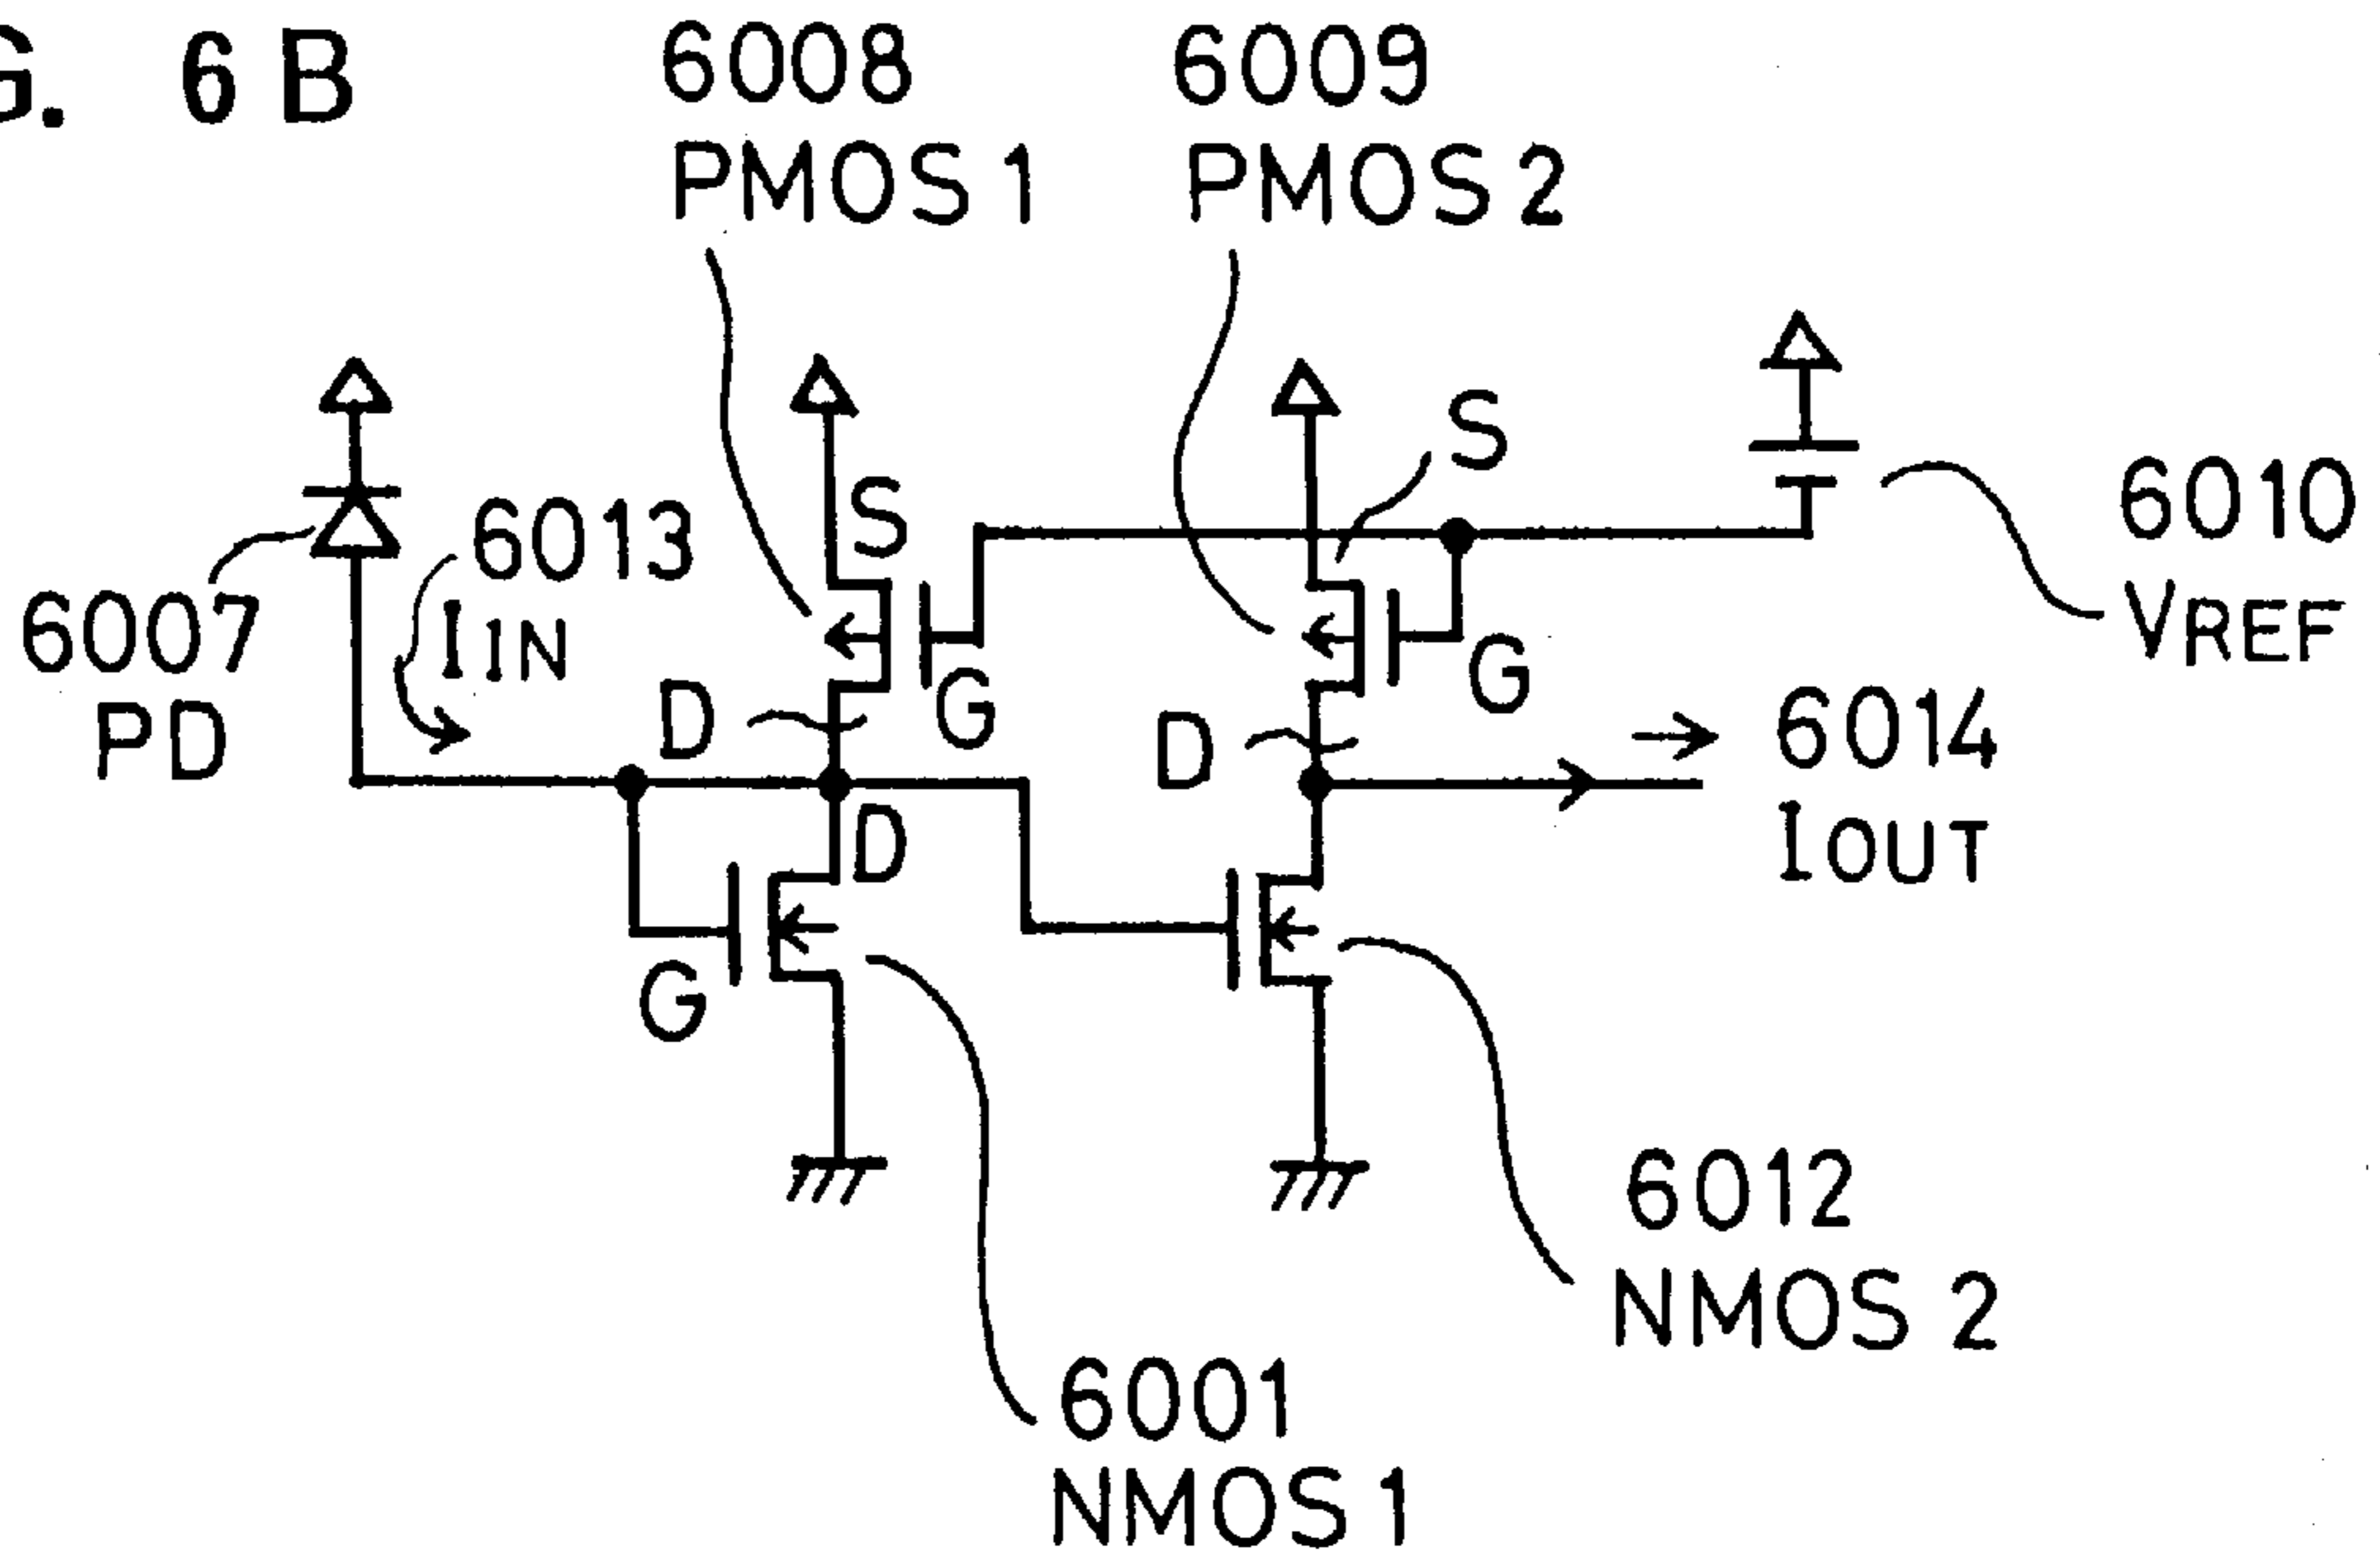 G. 6B
6008
PMOS 1
6009
PMOS 2
S
S
6010
VREF
6013
IIN
6007
PD
D
G
G
D
6014
IOUT
D
G
6012
NMOS 2
6001
NMOS 1